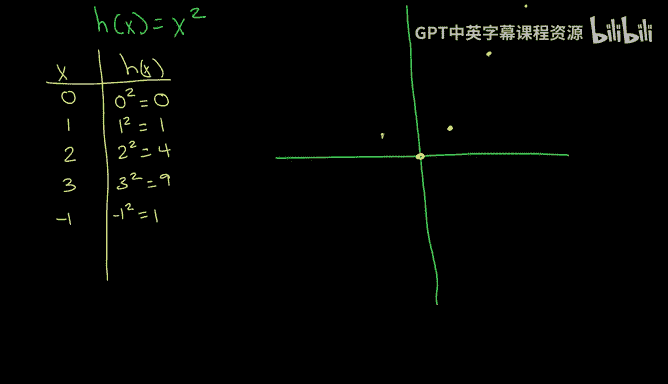 h(x) = x²
GPT中英字幕课程资源 bilibili
x h(x)
0 0² = 0
1 1² = 1
2 2² = 4
3 3² = 9
-1 -1² = 1